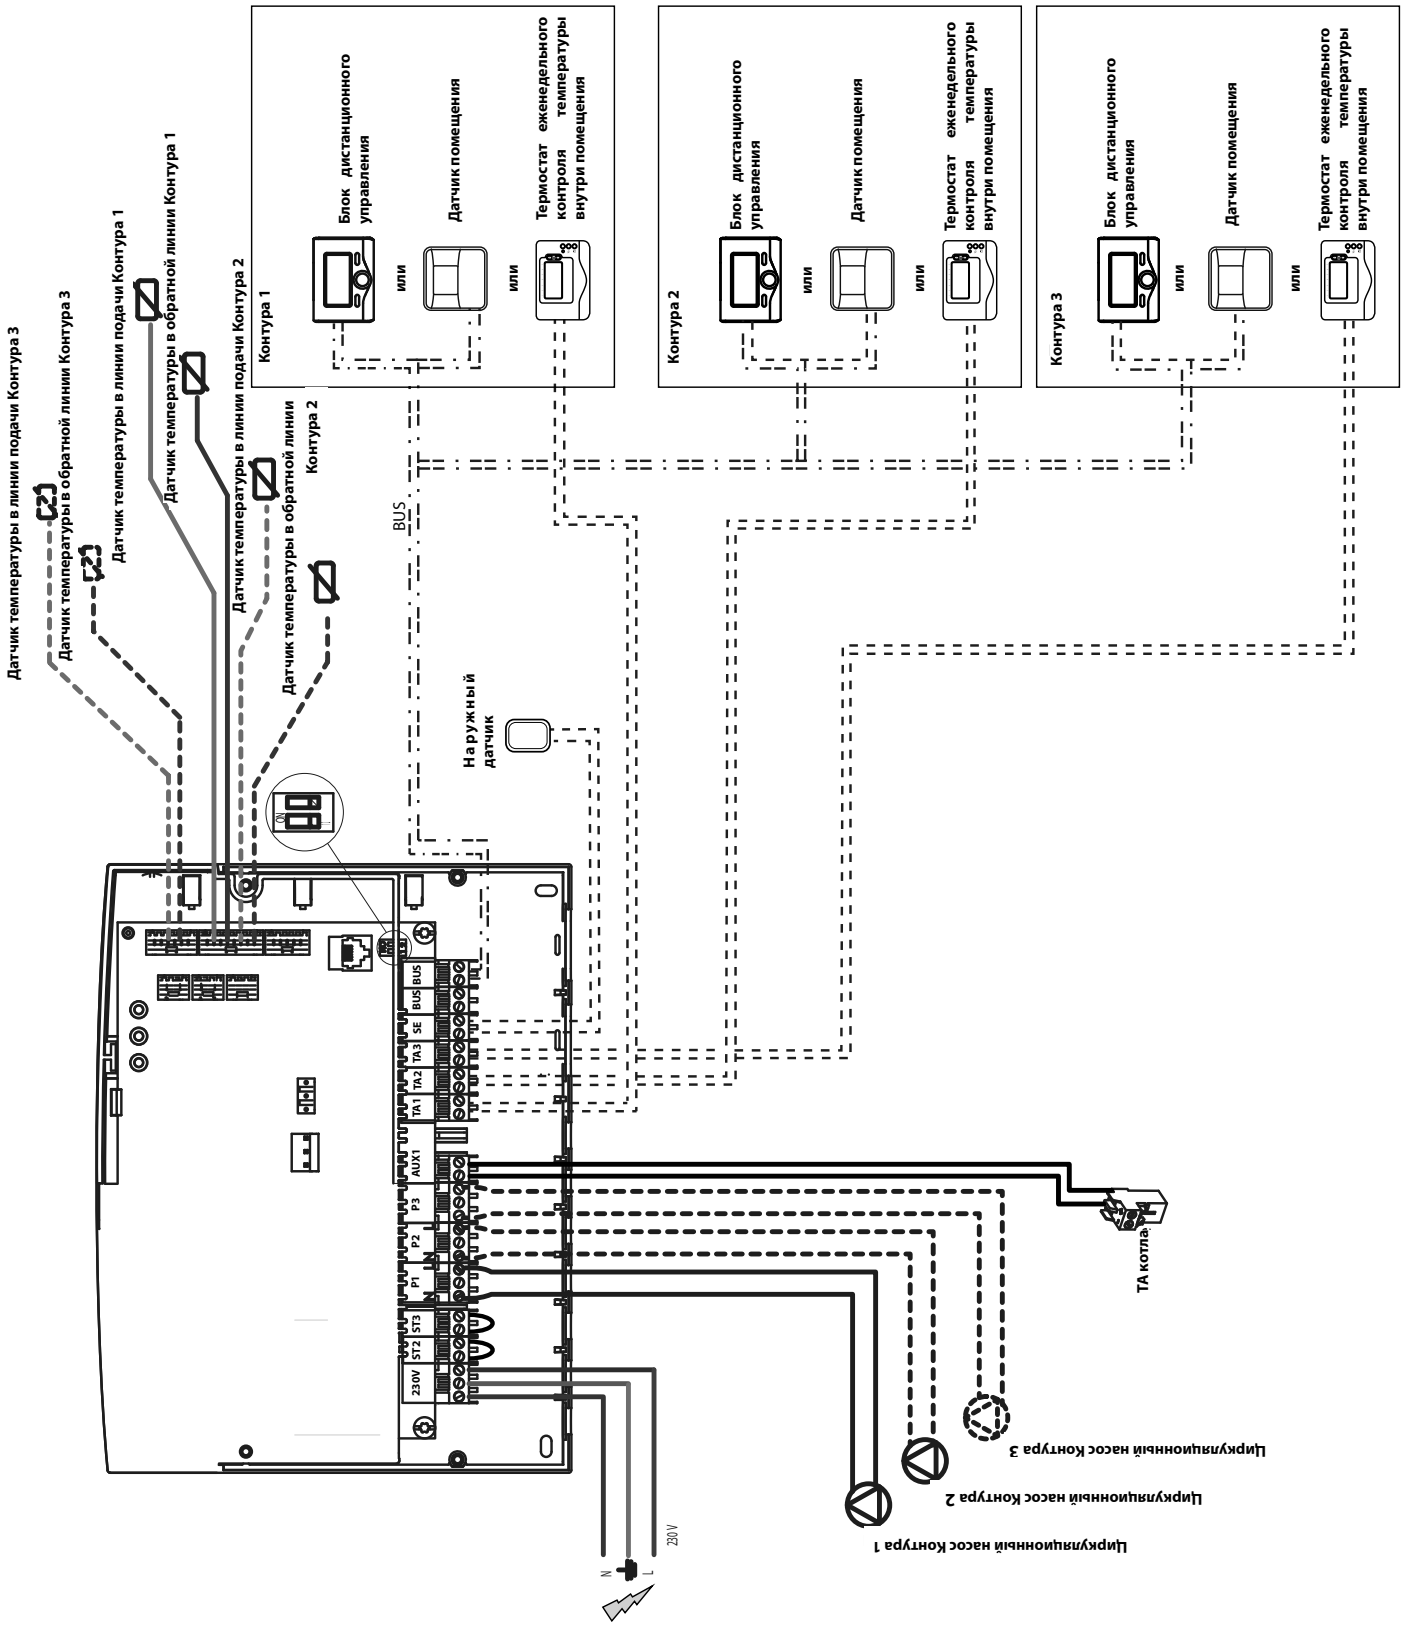 Датчик температуры в линии подачи Контура 3
Датчик температуры в обратной линии Контура 3
Датчик температуры в линии подачи Контура 1
Датчик температуры в обратной линии Контура 1
Датчик температуры в линии подачи Контура 2
Датчик температуры в обратной линии
Контура 2
Контура 1
Блок дистанционного
управления
или
Датчик помещения
или
Термостат еженедельного
контроля температуры
внутри помещения
Контура 2
Блок дистанционного
управления
или
Датчик помещения
или
Термостат еженедельного
контроля температуры
внутри помещения
Контура 3
Блок дистанционного
управления
или
Датчик помещения
или
Термостат еженедельного
контроля температуры
внутри помещения
BUS
Наружный
датчик
ON
230V
ST2
ST3
P1
P2
P3
AUX1
TA1
TA2
TA3
SE
BUS
BUS
N
N
ТА котла
Циркуляционный насос Контура 3
Циркуляционный насос Контура 2
Циркуляционный насос Контура 1
N
L
230 V